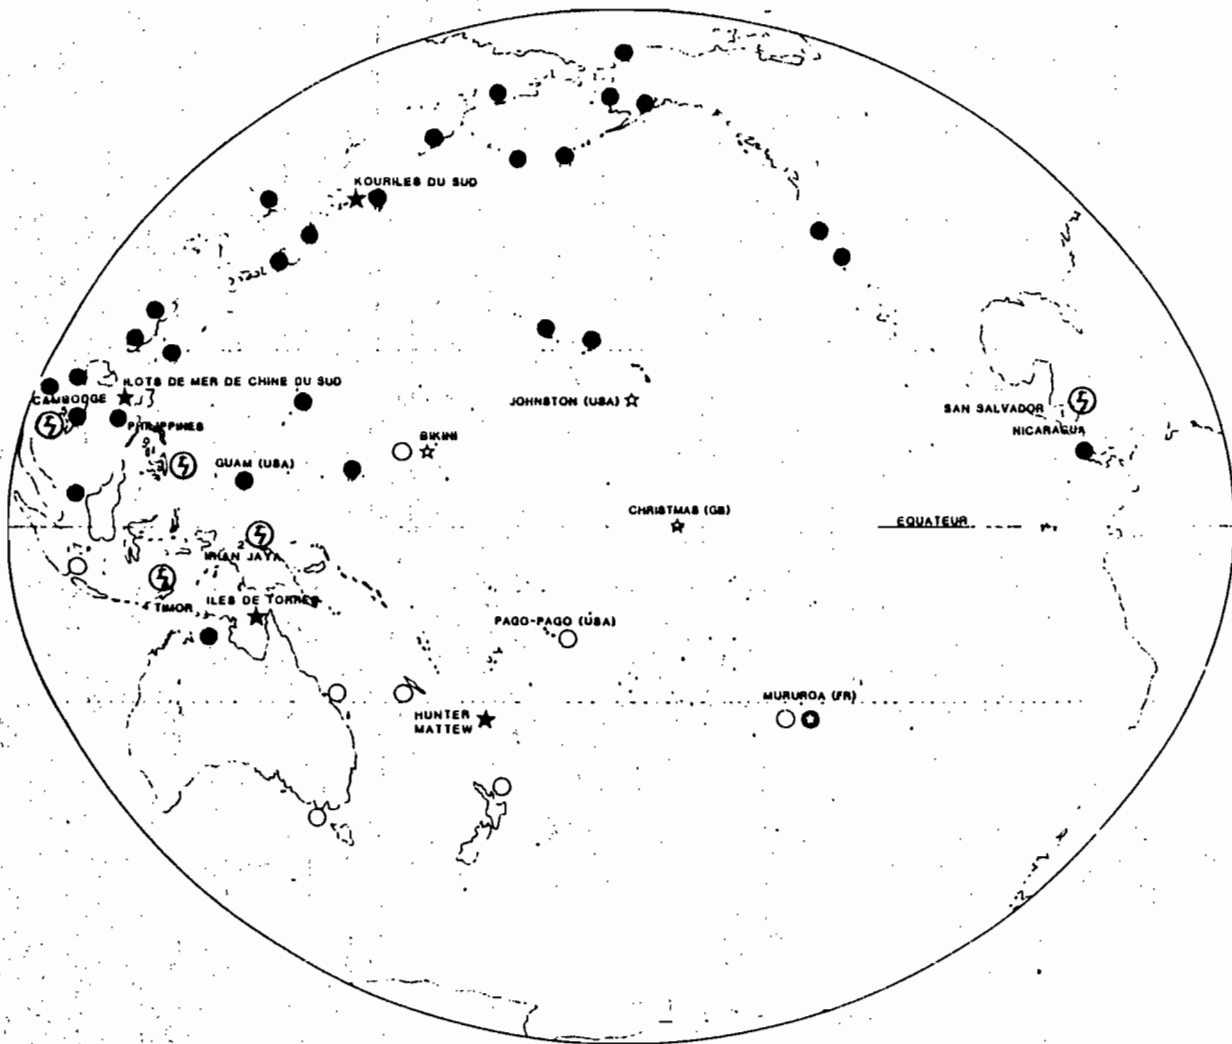 KOURILES DU SUD
ILOTS DE MER DE CHINE DU SUD
CAMBODGE
PHILIPPINES
JOHNSTON (USA)
SAN SALVADOR
NICARAGUA
BIKINI
GUAM (USA)
CHRISTMAS (GB)
EQUATEUR
IRIAN JAYA
TIMOR
ILES DE TORRES
PAGO-PAGO (USA)
MURUROA (FR)
HUNTER
MATTEW